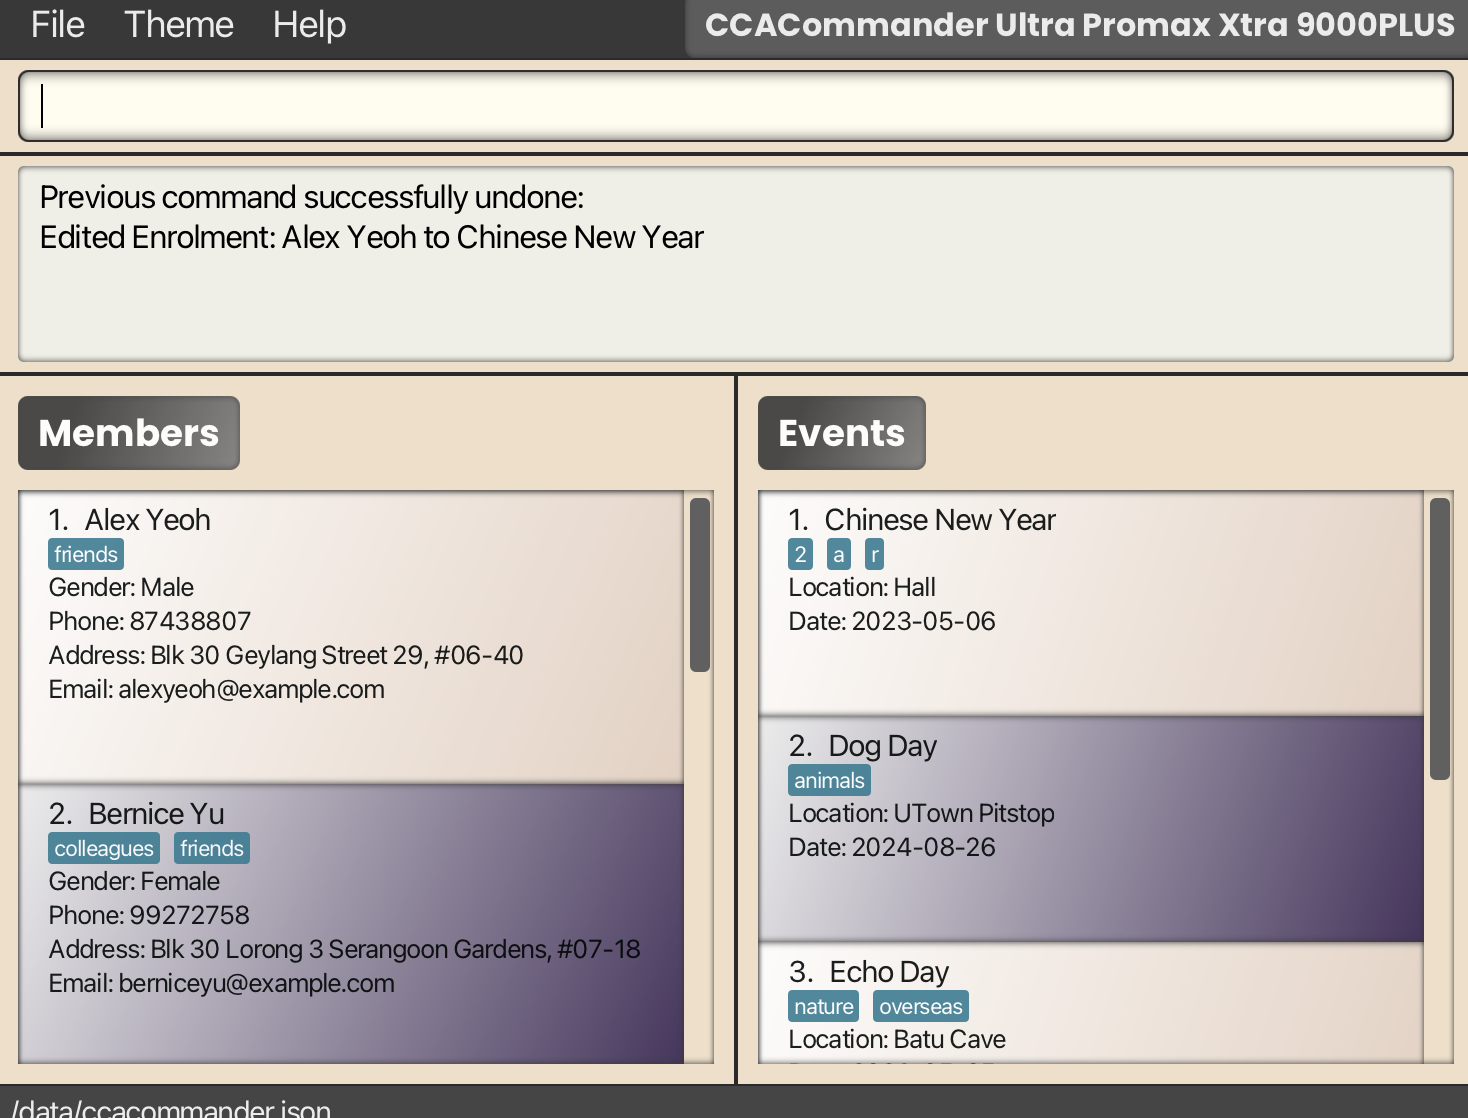 File Theme Help CCACommander Ultra Promax Xtra 9000PLUS
Previous command successfully undone:
Edited Enrolment: Alex Yeoh to Chinese New Year
Members
1. Alex Yeoh
friends
Gender: Male
Phone: 87438807
Address: Blk 30 Geylang Street 29, #06-40
Email: alexyeoh@example.com
2. Bernice Yu
colleagues friends
Gender: Female
Phone: 99272758
Address: Blk 30 Lorong 3 Serangoon Gardens, #07-18
Email: berniceyu@example.com
Events
1. Chinese New Year
2 a r
Location: Hall
Date: 2023-05-06
2. Dog Day
animals
Location: UTown Pitstop
Date: 2024-08-26
3. Echo Day
nature overseas
Location: Batu Cave
/data/ccacommander.json